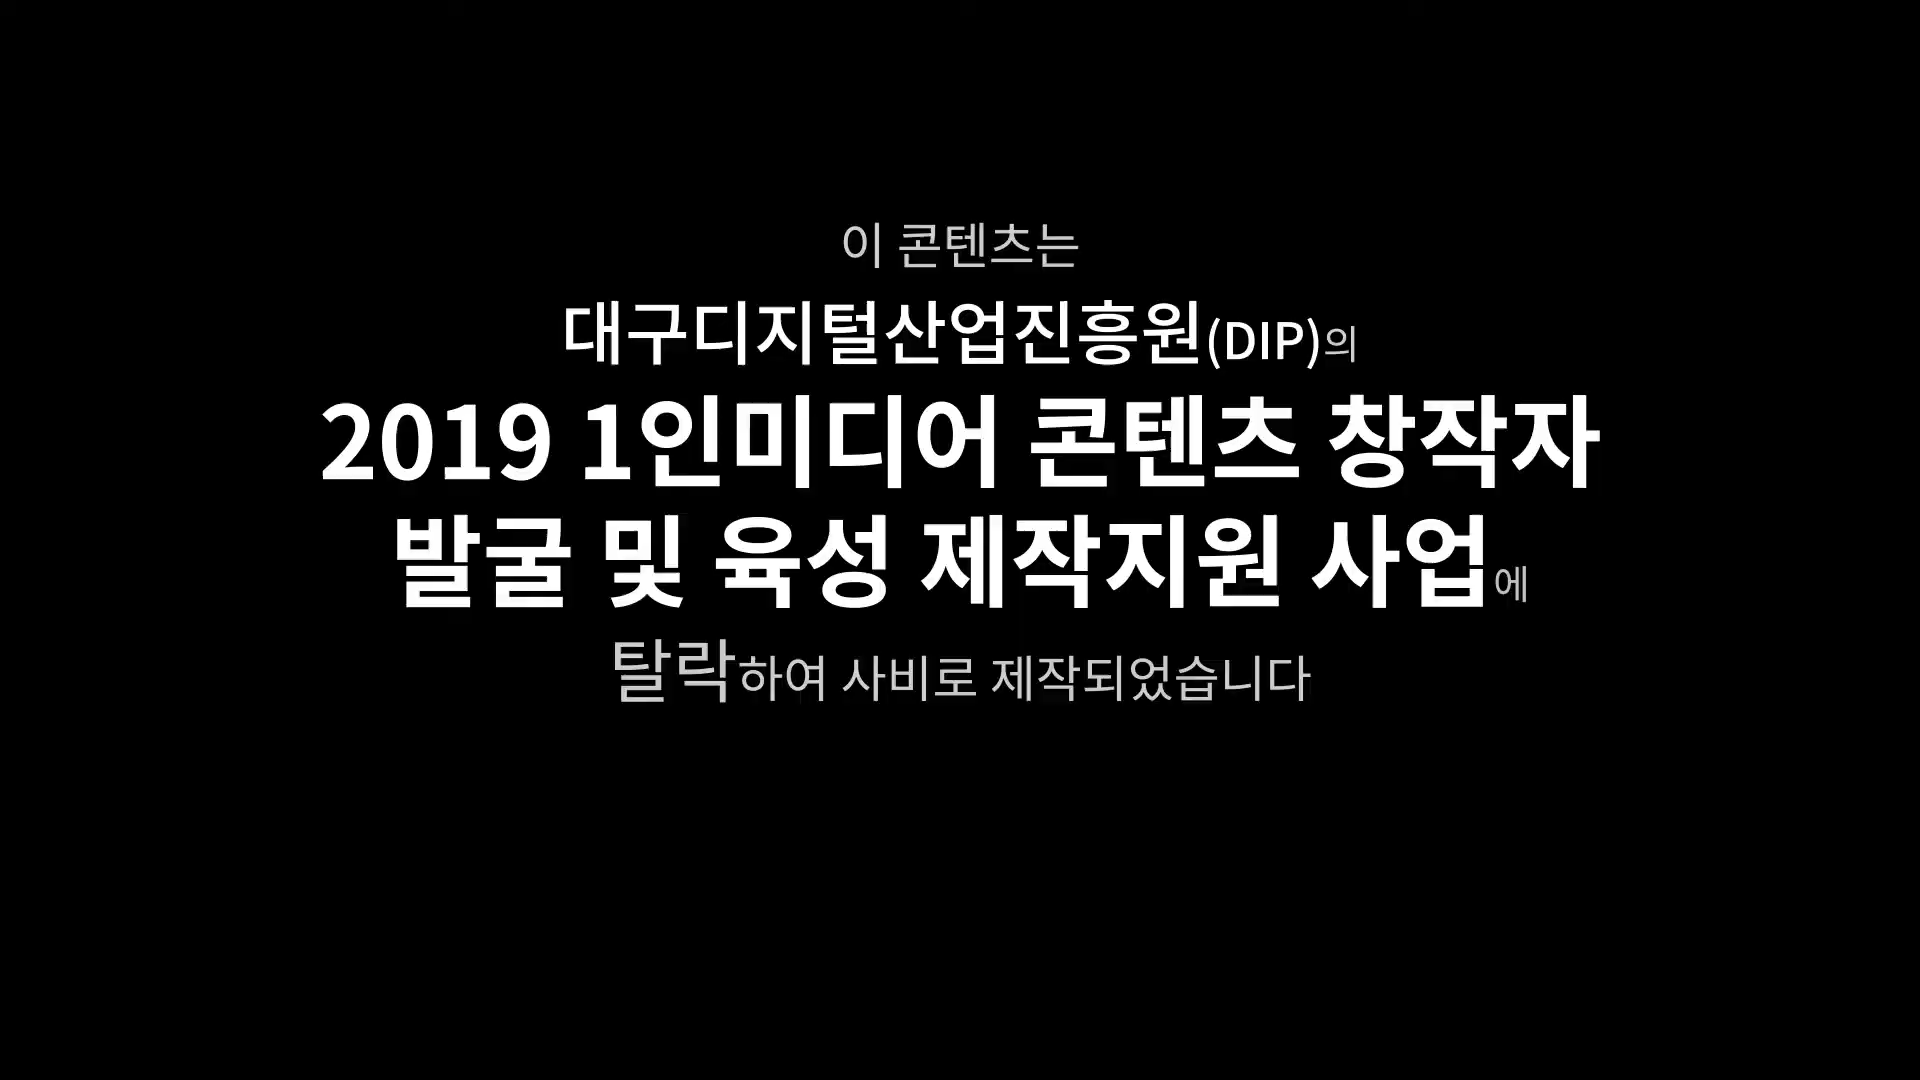 이 콘텐츠는
대구디지털산업진흥원(DIP)의
2019 1인미디어 콘텐츠 창작자
발굴 및 육성 제작지원 사업에
탈락하여 사비로 제작되었습니다